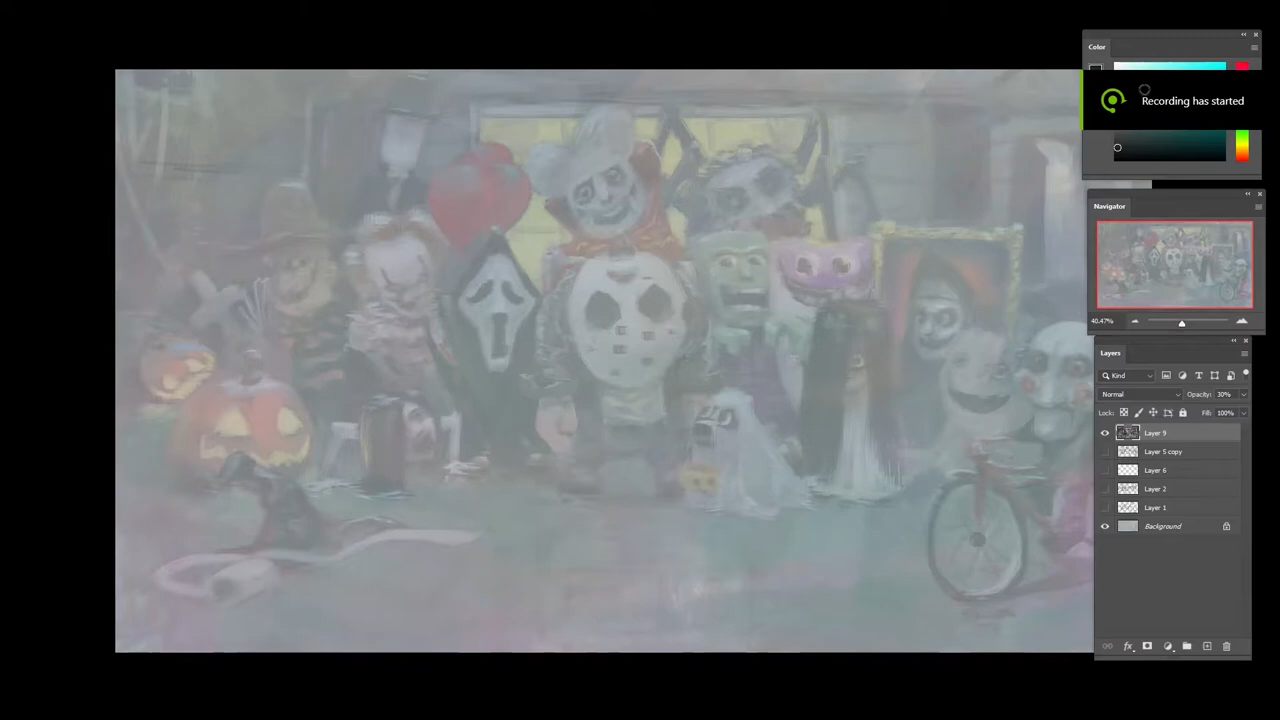 Color
Recording has started
Navigator
40.47%
Layers
Kind
Normal
Opacity: 30%
Lock:
Fill: 100%
Layer 9
Layer 5 copy
Layer 6
Layer 2
Layer 1
Background
fx